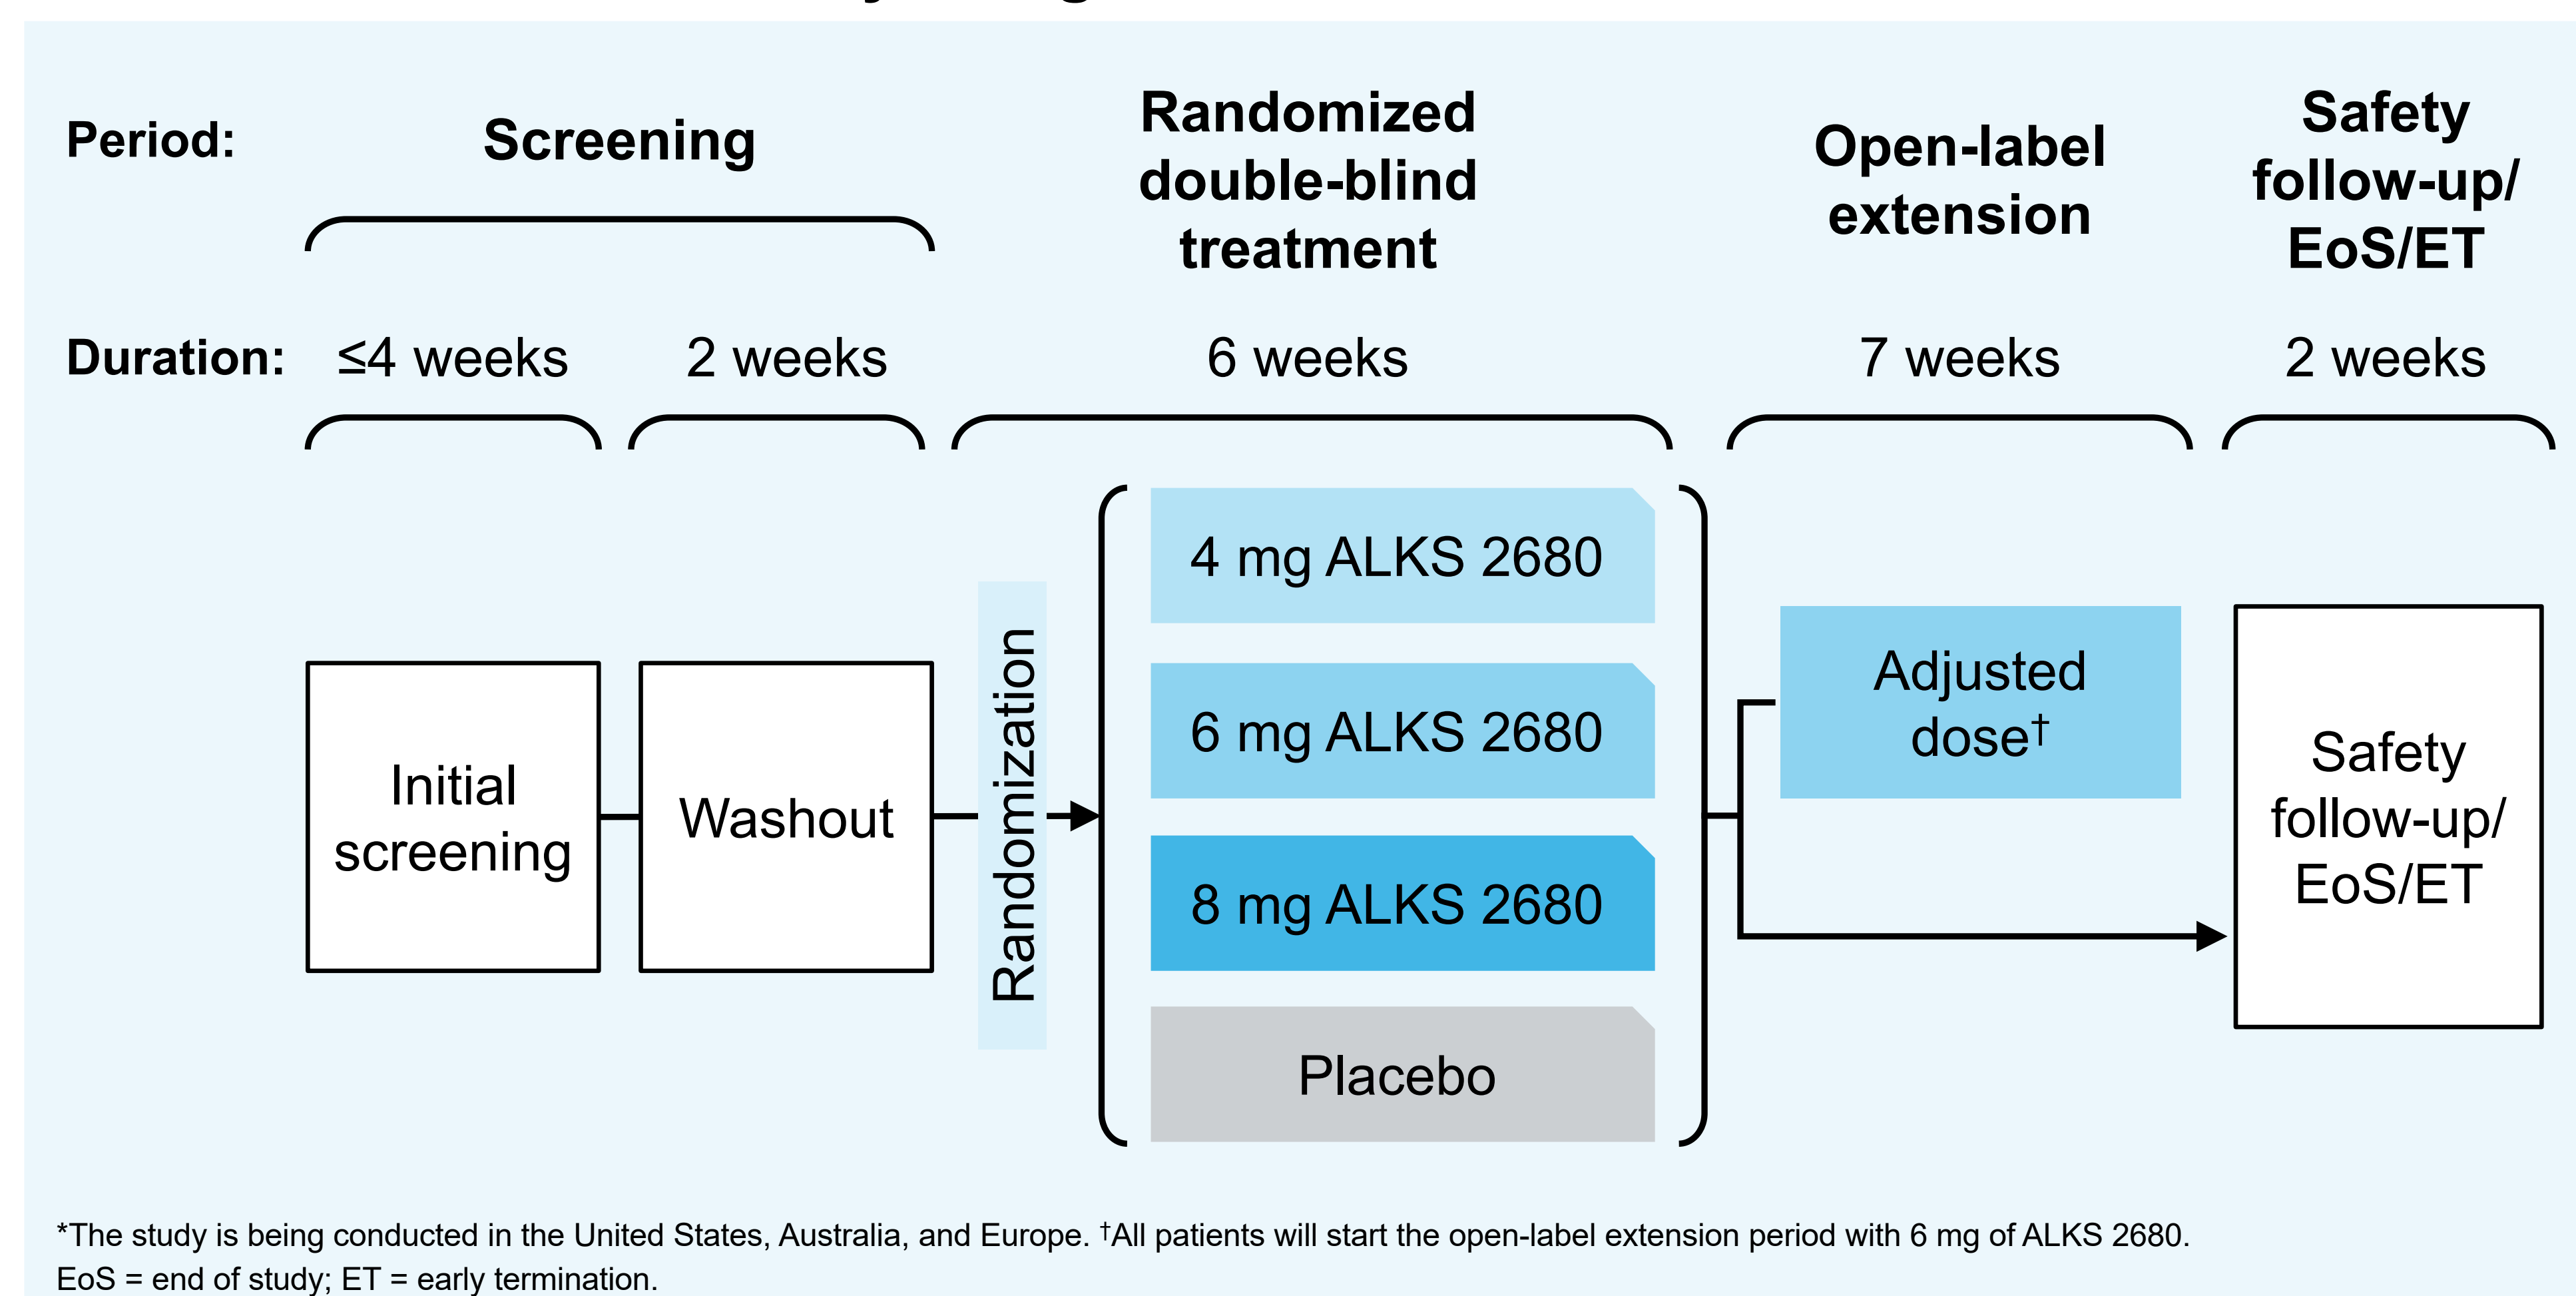 Period:
Screening
Randomized
double-blind
treatment
Open-label
extension
Safety
follow-up/
EoS/ET
Duration:
≤4 weeks
2 weeks
6 weeks
7 weeks
2 weeks
Initial
screening
Washout
Randomization
4 mg ALKS 2680
6 mg ALKS 2680
8 mg ALKS 2680
Placebo
Adjusted
dose†
Safety
follow-up/
EoS/ET
*The study is being conducted in the United States, Australia, and Europe. †All patients will start the open-label extension period with 6 mg of ALKS 2680.
EoS = end of study; ET = early termination.